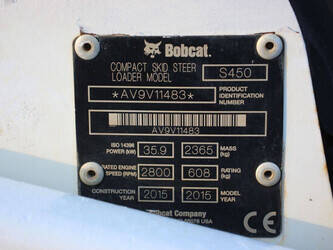 Bobcat.
COMPACT SKID STEER
LOADER MODEL
S450
*AV9V11483*
PRODUCT
IDENTIFICATION
NUMBER
AV9V11483
ISO 14396
POWER (kW)
35.9
2365
MASS
(kg)
RATED ENGINE
SPEED (RPM)
2800
608
RATING
(kg)
CONSTRUCTION
YEAR
2015
2015
MODEL
YEAR
Bobcat Company
58078 USA
CE